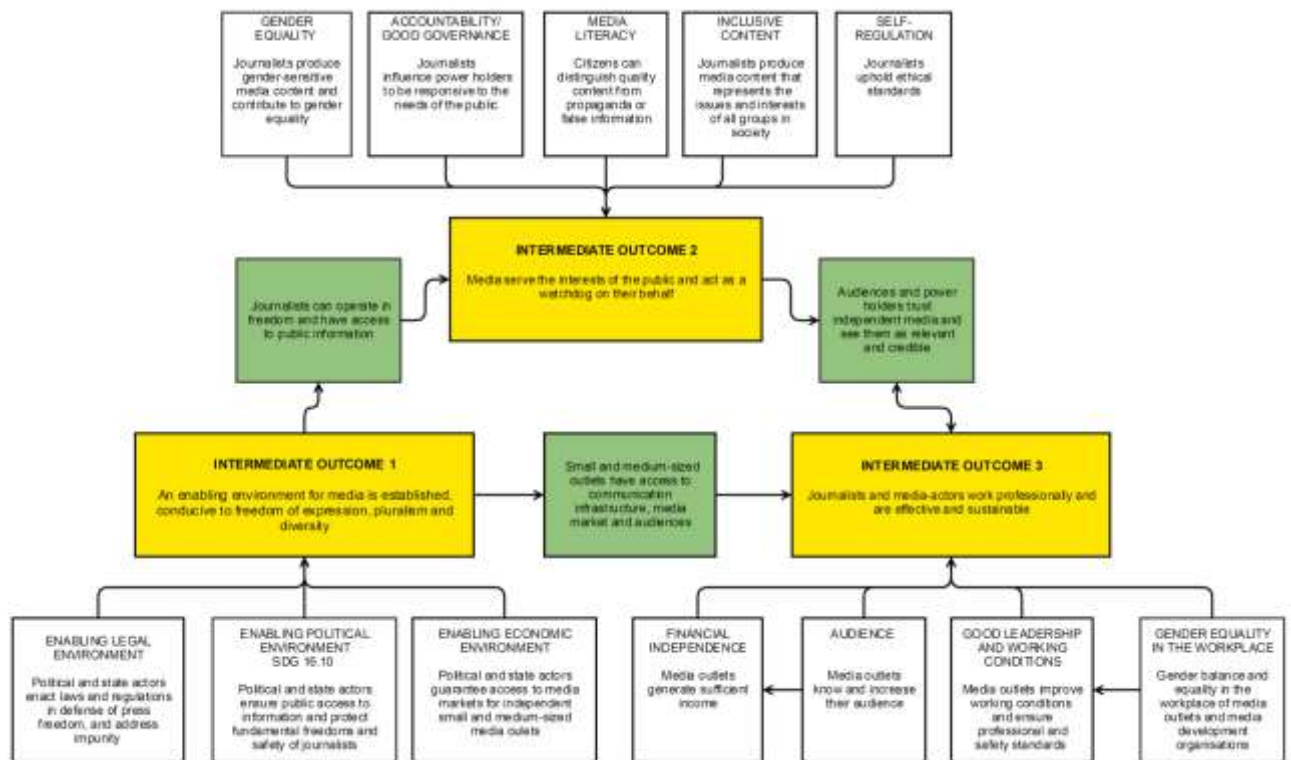 GENDER
EQUALITY
Journalists produce
gender-sensitive
media content and
contribute to gender
equality
ACCOUNTABILITY/
GOOD GOVERNANCE
Journalists
influence power holders
to be responsive to the
needs of the public
MEDIA
LITERACY
Citizens can
distinguish quality
content from
propaganda or
false information
INCLUSIVE
CONTENT
Journalists produce
media content that
represents the
issues and interests
of all groups in
society
SELF-
REGULATION
Journalists
uphold ethical
standards
INTERMEDIATE OUTCOME 2
Media serve the interests of the public and act as a
watchdog on their behalf
Journalists can operate in
freedom and have access
to public information
Audiences and power
holders trust
independent media and
see them as relevant
and credible
INTERMEDIATE OUTCOME 1
An enabling environment for media is established,
conducive to freedom of expression, pluralism and
diversity
Small and medium-sized
outlets have access to
communication
infrastructure, media
market and audiences
INTERMEDIATE OUTCOME 3
Journalists and media-actors work professionally and
are effective and sustainable
ENABLING LEGAL
ENVIRONMENT
Political and state actors
enact laws and regulations
in defense of press
freedom, and address
impunity
ENABLING POLITICAL
ENVIRONMENT
SDG 16.10
Political and state actors
ensure public access to
information and protect
fundamental freedoms and
safety of journalists
ENABLING ECONOMIC
ENVIRONMENT
Political and state actors
guarantee access to media
markets for independent
small and medium-sized
media oulets
FINANCIAL
INDEPENDENCE
Media outlets
generate sufficient
income
AUDIENCE
Media outlets
know and increase
their audience
GOOD LEADERSHIP
AND WORKING
CONDITIONS
Media outlets improve
working conditions
and ensure
professional and
safety standards
GENDER EQUALITY
IN THE WORKPLACE
Gender balance and
equality in the
workplace of media
outlets and media
development
organisations